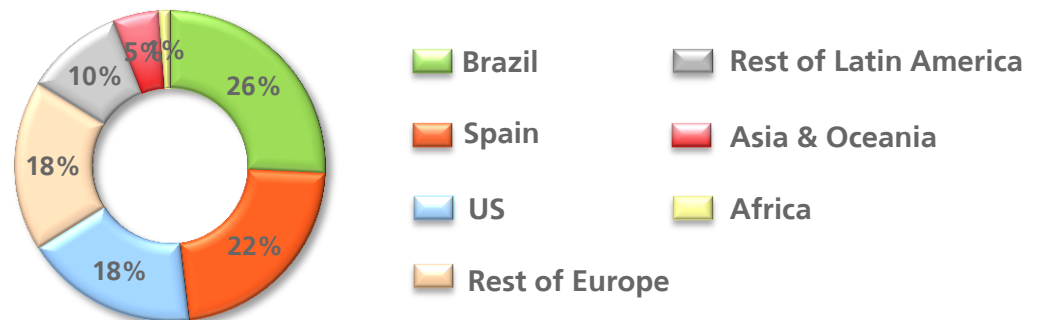 5%
1%
10%
26%
18%
22%
18%
Brazil
Spain
US
Rest of Europe
Rest of Latin America
Asia & Oceania
Africa